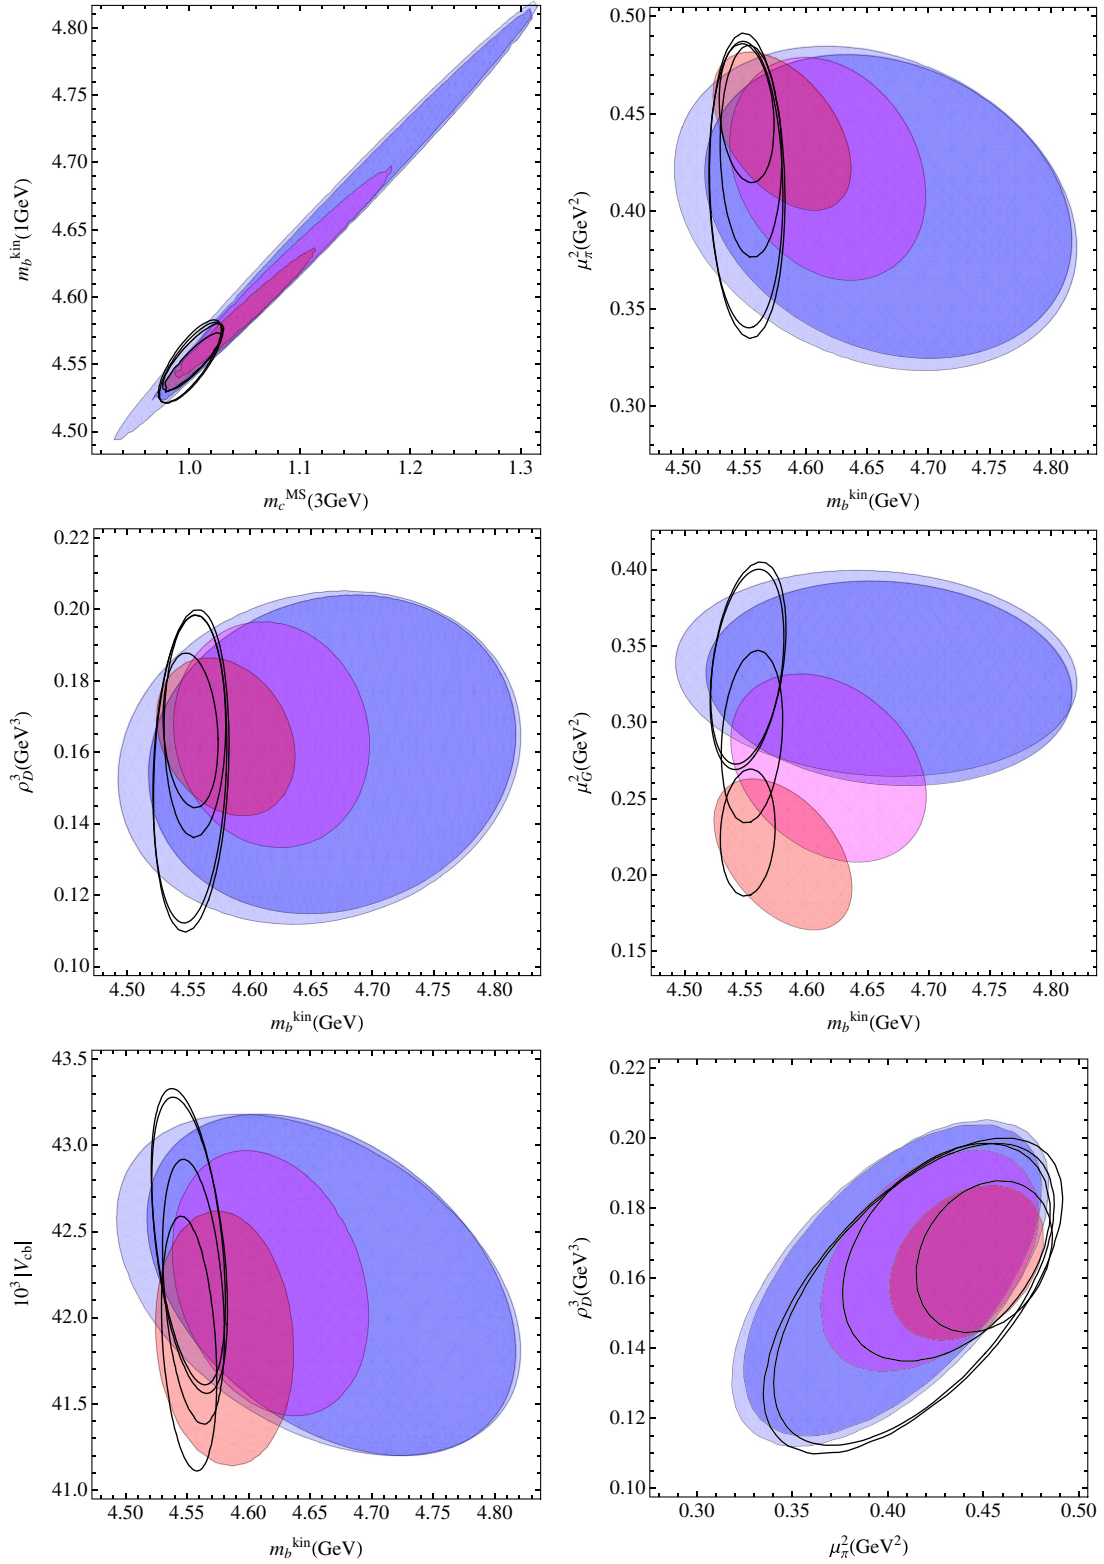 4.80
4.75
4.70
4.65
4.60
4.55
4.50
m_b^kin(1GeV)
1.0 1.1 1.2 1.3
m_c^MS(3GeV)
0.50
0.45
0.40
0.35
0.30
μ_π^2(GeV^2)
4.50 4.55 4.60 4.65 4.70 4.75 4.80
m_b^kin(GeV)
0.22
0.20
0.18
0.16
0.14
0.12
0.10
ρ_D^3(GeV^3)
4.50 4.55 4.60 4.65 4.70 4.75 4.80
m_b^kin(GeV)
0.40
0.35
0.30
0.25
0.20
0.15
μ_G^2(GeV^2)
4.50 4.55 4.60 4.65 4.70 4.75 4.80
m_b^kin(GeV)
43.5
43.0
42.5
42.0
41.5
41.0
10^3 |V_cb|
4.50 4.55 4.60 4.65 4.70 4.75 4.80
m_b^kin(GeV)
0.22
0.20
0.18
0.16
0.14
0.12
0.10
ρ_D^3(GeV^3)
0.30 0.35 0.40 0.45 0.50
μ_π^2(GeV^2)